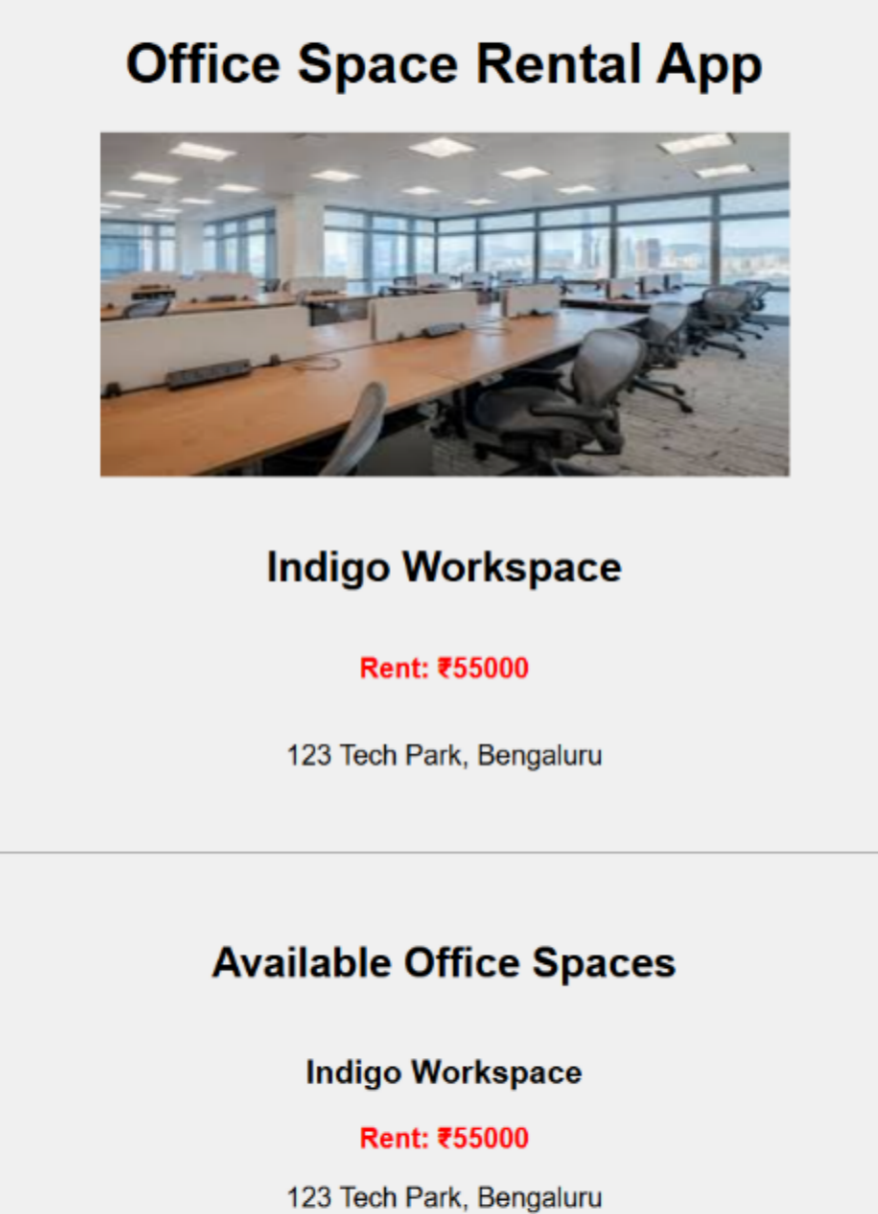 Office Space Rental App
Indigo Workspace
Rent: ₹55000
123 Tech Park, Bengaluru
Available Office Spaces
Indigo Workspace
Rent: ₹55000
123 Tech Park, Bengaluru